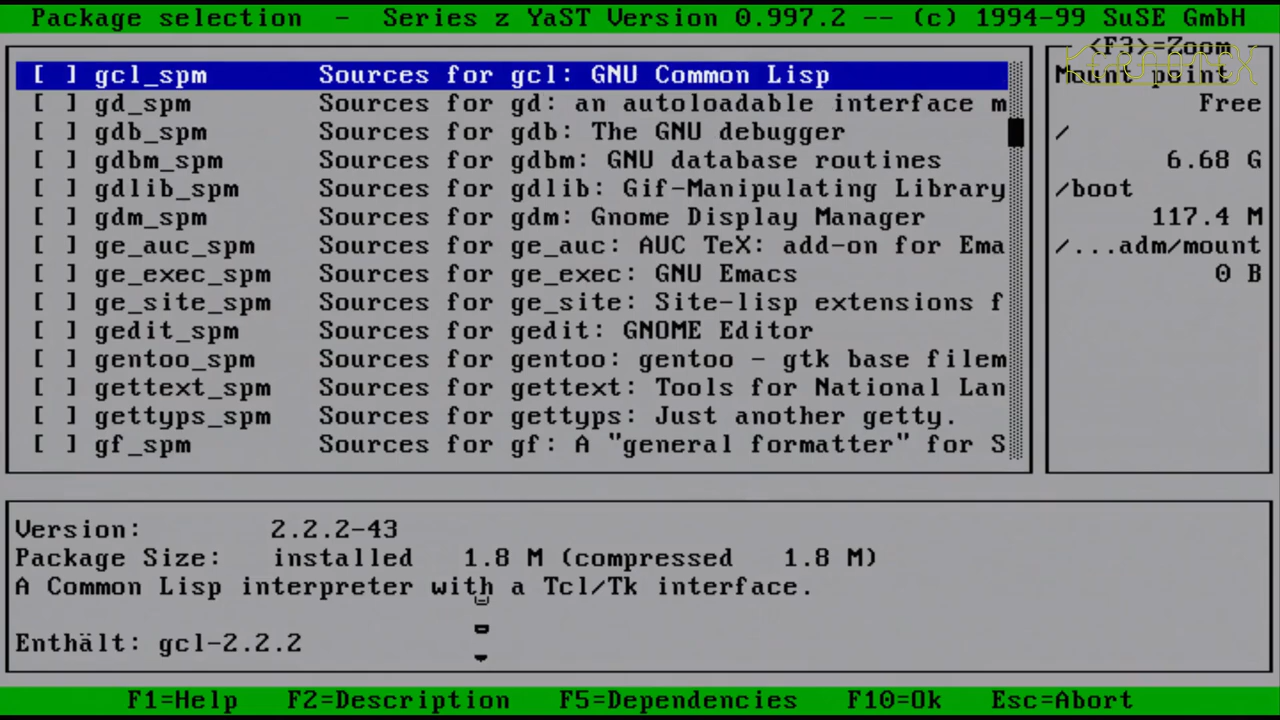 Package selection - Series z YaST Version 0.997.2 -- (c) 1994-99 SuSE GmbH
<F3>=Zoom
[ ] gcl_spm Sources for gcl: GNU Common Lisp
[ ] gd_spm Sources for gd: an autoloadable interface m
[ ] gdb_spm Sources for gdb: The GNU debugger
[ ] gdbm_spm Sources for gdbm: GNU database routines
[ ] gdlib_spm Sources for gdlib: Gif-Manipulating Library
[ ] gdm_spm Sources for gdm: Gnome Display Manager
[ ] ge_auc_spm Sources for ge_auc: AUC TeX: add-on for Ema
[ ] ge_exec_spm Sources for ge_exec: GNU Emacs
[ ] ge_site_spm Sources for ge_site: Site-lisp extensions f
[ ] gedit_spm Sources for gedit: GNOME Editor
[ ] gentoo_spm Sources for gentoo: gentoo - gtk base filem
[ ] gettext_spm Sources for gettext: Tools for National Lan
[ ] gettyps_spm Sources for gettyps: Just another getty.
[ ] gf_spm Sources for gf: A "general formatter" for S
Mount point
Free
/
6.68 G
/boot
117.4 M
/...adm/mount
0 B
Version: 2.2.2-43
Package Size: installed 1.8 M (compressed 1.8 M)
A Common Lisp interpreter with a Tcl/Tk interface.
Enthält: gcl-2.2.2
F1=Help F2=Description F5=Dependencies F10=Ok Esc=Abort